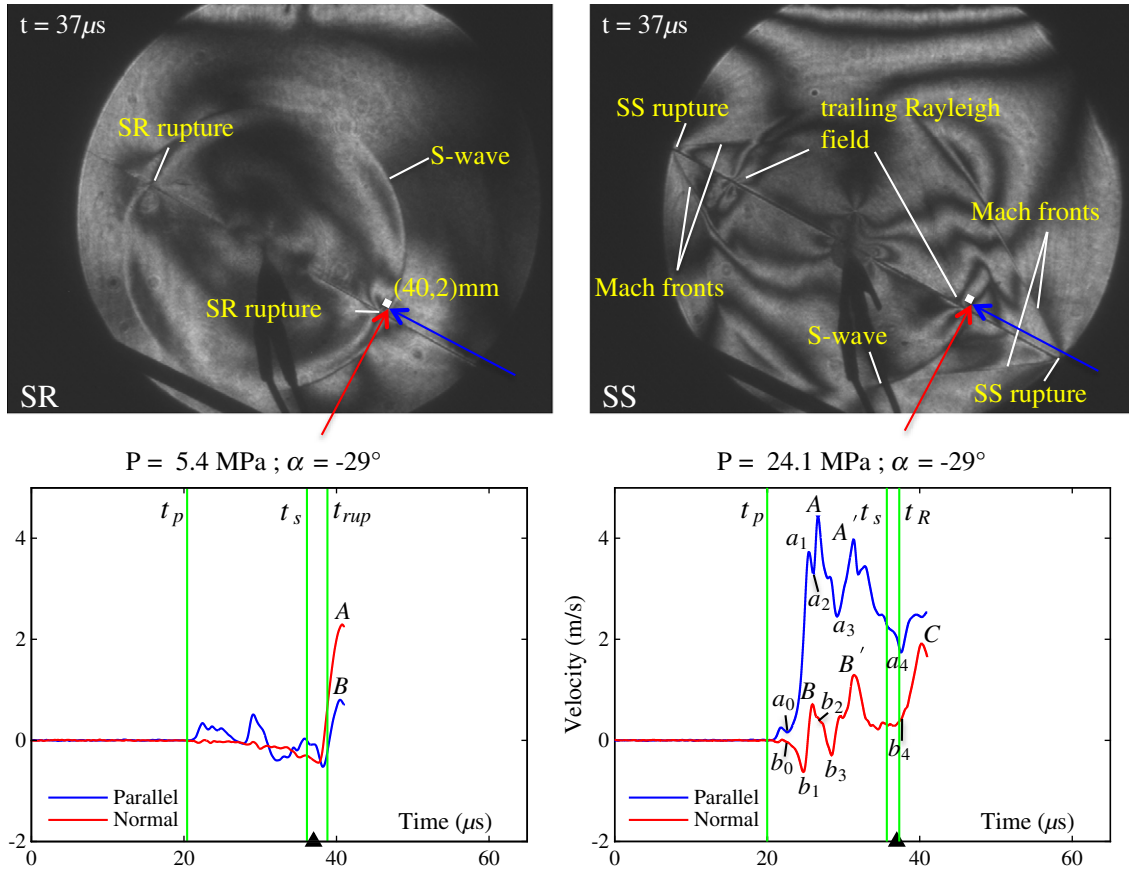 t = 37μs
SR rupture
S-wave
SR rupture
(40,2)mm
SR
t = 37μs
SS rupture
trailing Rayleigh
field
Mach fronts
Mach fronts
S-wave
SS rupture
SS
P = 5.4 MPa ; α = -29°
t_p
t_s
t_rup
A
B
2
0
-2
Parallel
Normal
Time (μs)
0
20
40
60
P = 24.1 MPa ; α = -29°
Velocity (m/s)
t_p
A
A′
t_s
t_R
a_1
a_2
a_3
a_4
a_0
B
B′
C
b_0
b_1
b_2
b_3
b_4
4
2
0
-2
Parallel
Normal
Time (μs)
0
20
40
60